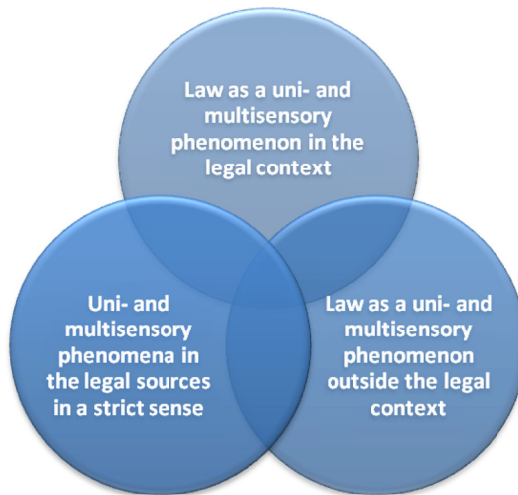 Law as a uni- and
multisensory
phenomenon in the
legal context
Uni- and
multisensory
phenomena in
the legal sources
in a strict sense
Law as a uni- and
multisensory
phenomenon
outside the legal
context